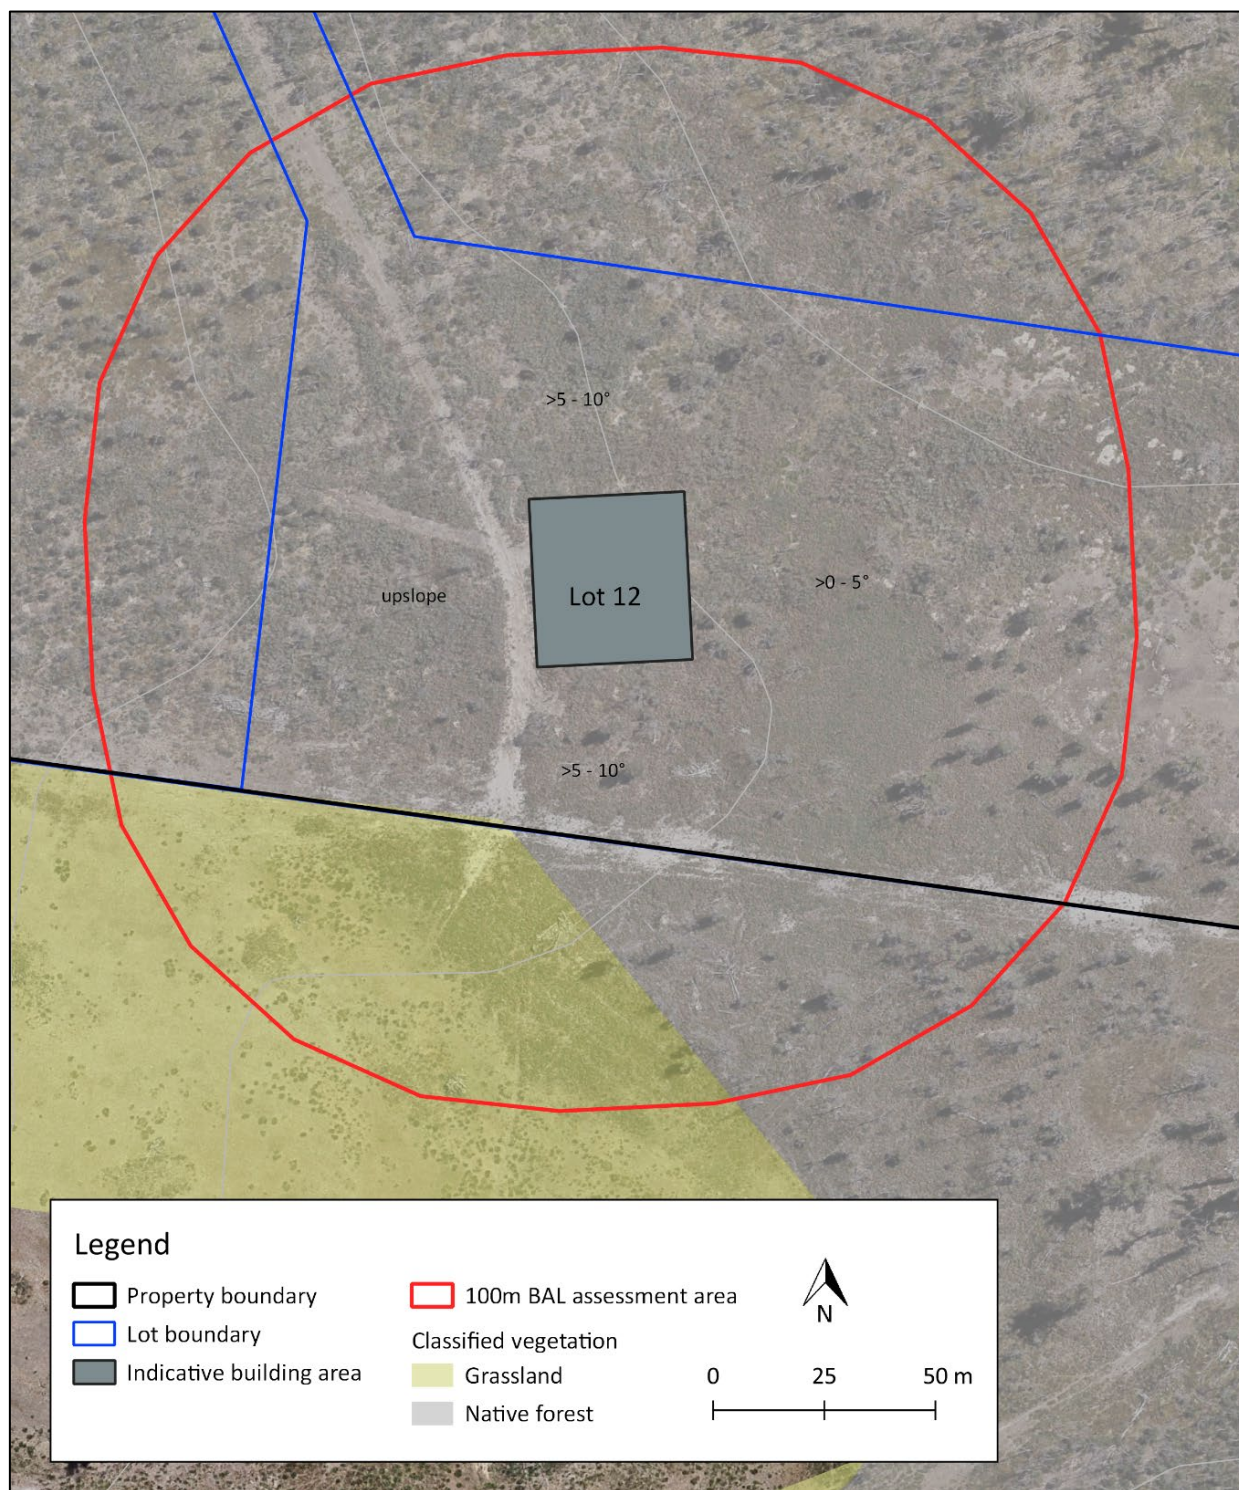 >5 - 10°
>0 - 5°
upslope
Lot 12
>5 - 10°
Legend
Property boundary
Lot boundary
Indicative building area
100m BAL assessment area
Classified vegetation
Grassland
Native forest
N
0 25 50 m